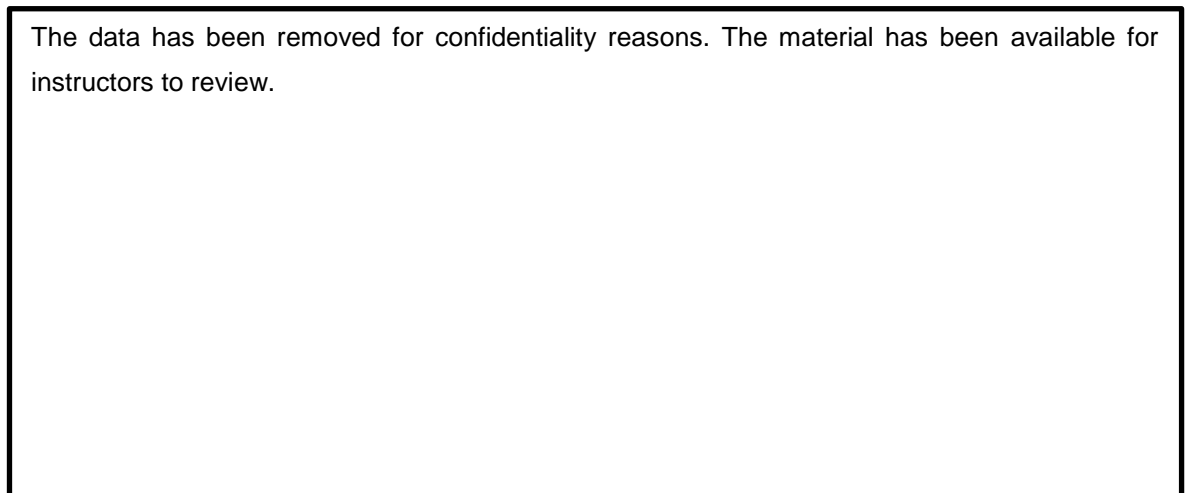 The data has been removed for confidentiality reasons. The material has been available for
instructors to review.